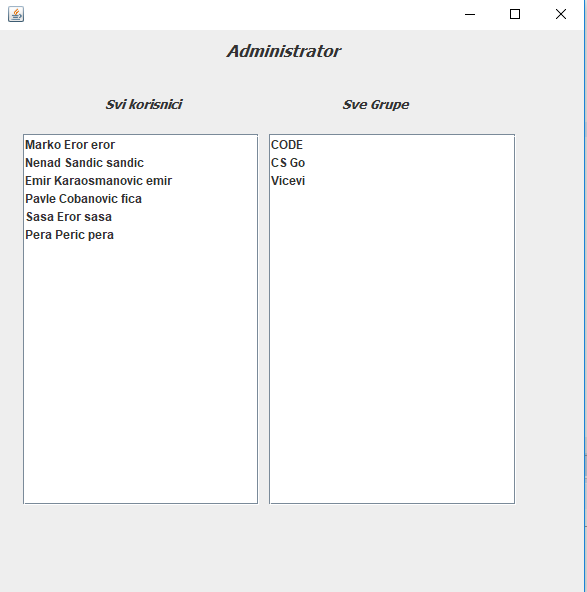 Administrator
Svi korisnici
Sve Grupe
Marko Eror eror
Nenad Sandic sandic
Emir Karaosmanovic emir
Pavle Cobanovic fica
Sasa Eror sasa
Pera Peric pera
CODE
CS Go
Vicevi